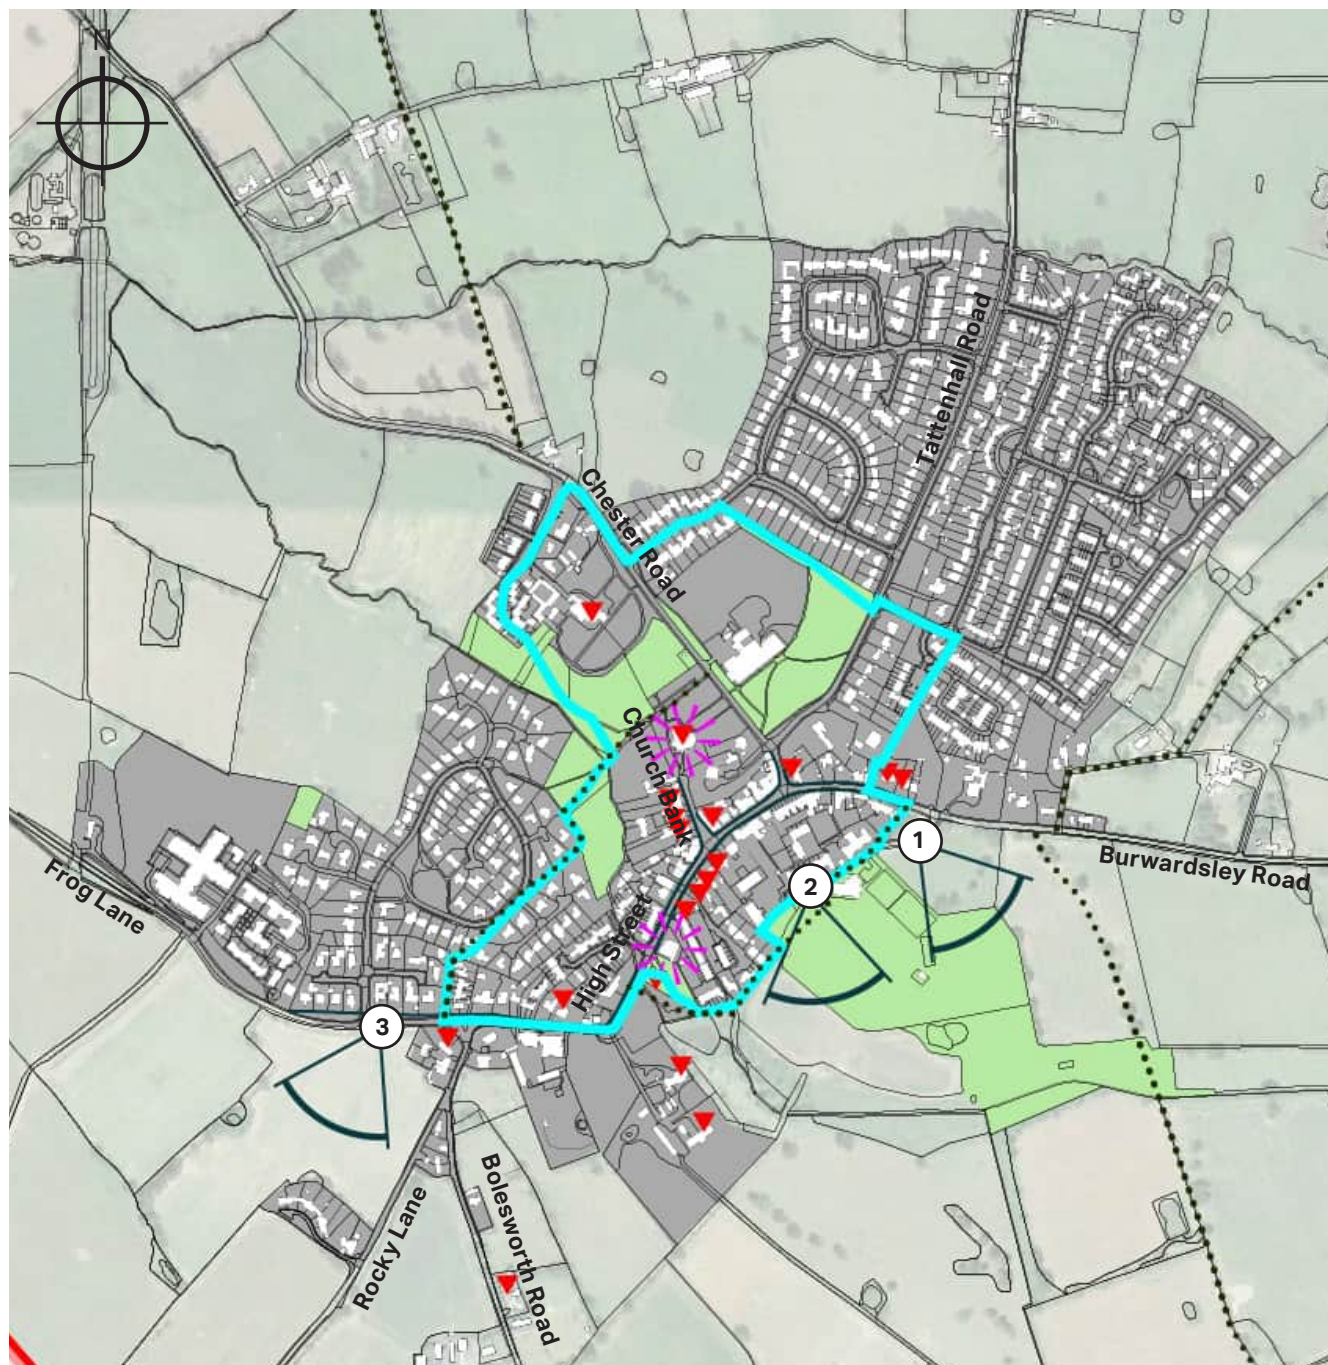 N
Tattenhall Road
Chester Road
Church Bank
1
Burwardsley Road
2
Frog Lane
High Street
3
Bolesworth Road
Rocky Lane